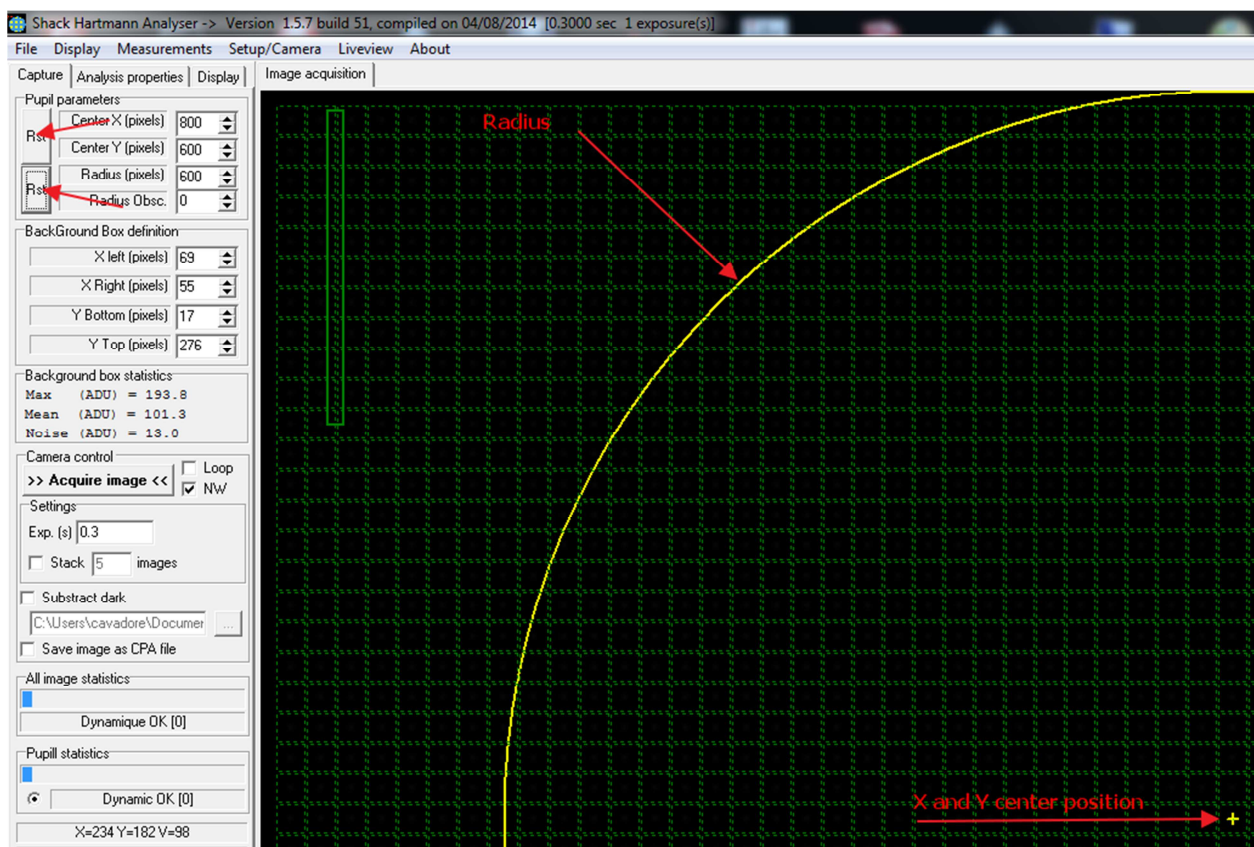 Shack Hartmann Analyser -> Version 1.5.7 build 51, compiled on 04/08/2014 [0.3000 sec 1 exposure(s)]
File Display Measurements Setup/Camera Liveview About
Capture Analysis properties Display Image acquisition
Pupil parameters
Rst
Center X (pixels) 800
Center Y (pixels) 600
Rst
Radius (pixels) 600
Radius Obsc. 0
BackGround Box definition
X left (pixels) 69
X Right (pixels) 55
Y Bottom (pixels) 17
Y Top (pixels) 276
Background box statistics
Max (ADU) = 193.8
Mean (ADU) = 101.3
Noise (ADU) = 13.0
Camera control
>> Acquire image << Loop
NW
Settings
Exp. (s) 0.3
Stack 5 images
Substract dark
C:\Users\cavadore\Documer ...
Save image as CPA file
All image statistics
Dynamique OK [0]
Pupill statistics
Dynamic OK [0]
X=234 Y=182 V=98
Radius
X and Y center position